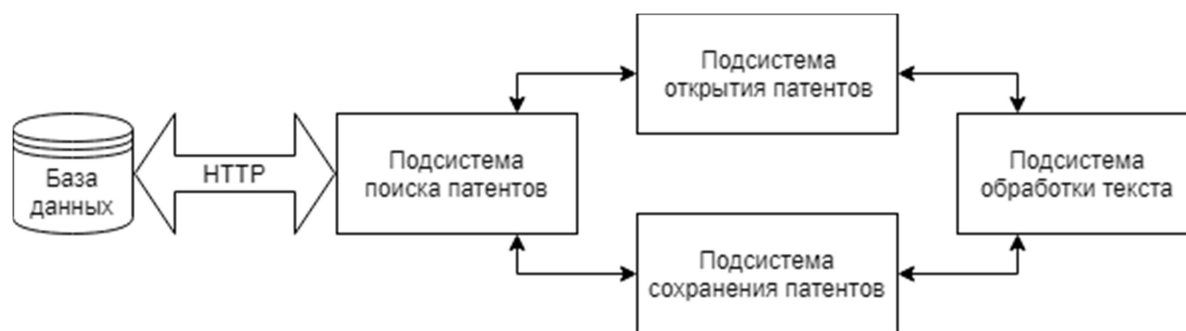 База
данных
HTTP
Подсистема
поиска патентов
Подсистема
открытия патентов
Подсистема
сохранения патентов
Подсистема
обработки текста